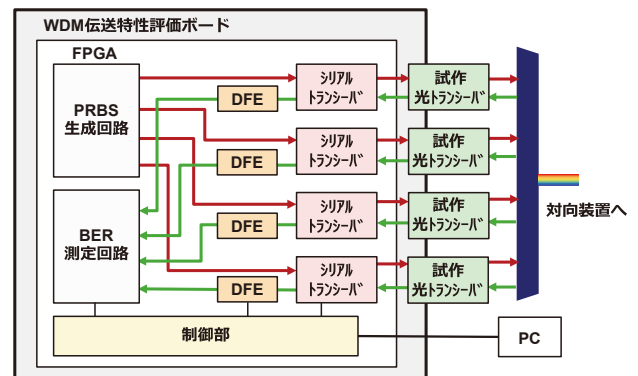 WDM伝送特性評価ボード
FPGA
PRBS
生成回路
DFE
シリアル
トランシーバ
試作
光トランシーバ
DFE
シリアル
トランシーバ
試作
光トランシーバ
BER
測定回路
DFE
シリアル
トランシーバ
試作
光トランシーバ
対向装置へ
DFE
シリアル
トランシーバ
試作
光トランシーバ
制御部
PC